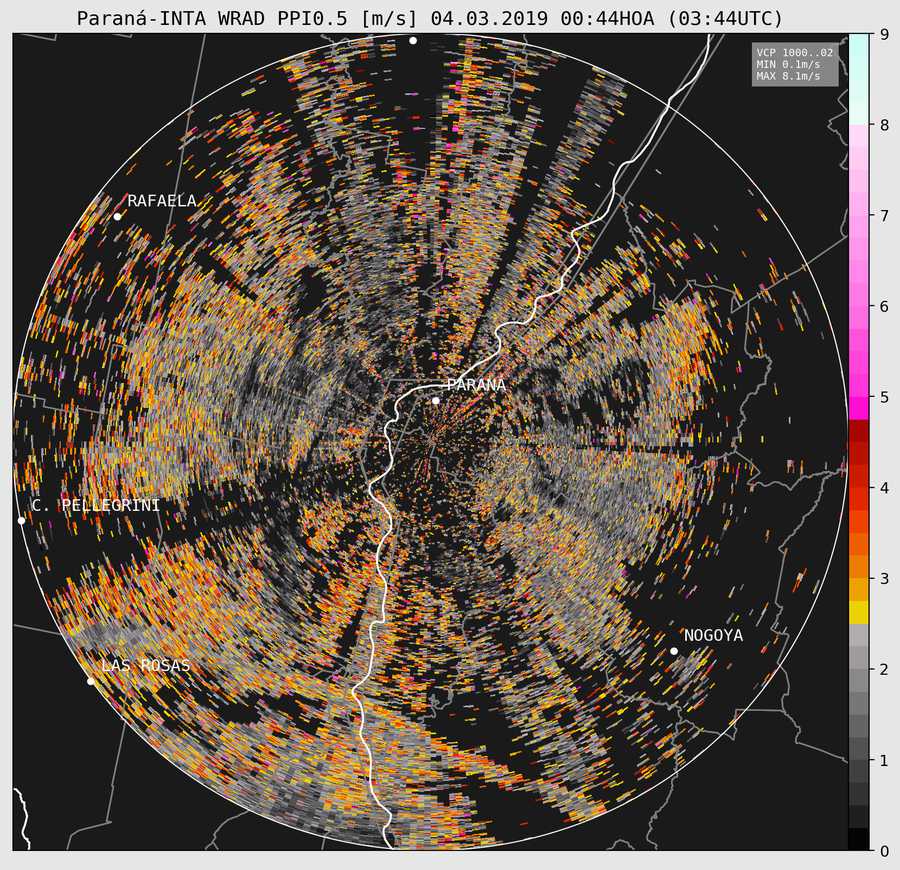 Paraná-INTA WRAD PPI0.5 [m/s] 04.03.2019 00:44HOA (03:44UTC)
VCP 1000..02
MIN 0.1m/s
MAX 8.1m/s
9
8
7
6
5
4
3
2
1
0
RAFAELA
PARANA
C. PELLEGRINI
NOGOYA
LAS ROSAS